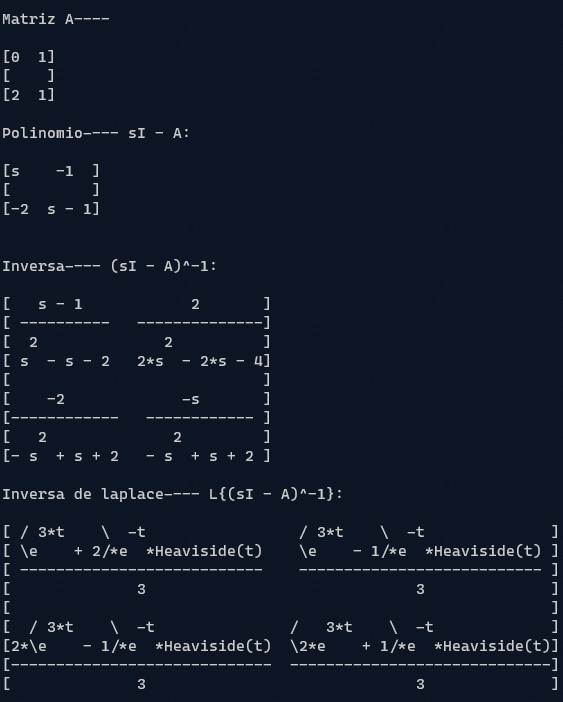 Matriz A----
[0  1]
[    ]
[2  1]
Polinomio---- sI - A:
[s    -1  ]
[         ]
[-2  s - 1]
Inversa---- (sI - A)^-1:
[   s - 1            2       ]
[ ----------   --------------]
[  2              2          ]
[ s  - s - 2   2*s  - 2*s - 4]
[                            ]
[    -2             -s       ]
[------------   ------------ ]
[   2              2         ]
[- s  + s + 2   - s  + s + 2 ]
Inversa de laplace---- L{(sI - A)^-1}:
[ / 3*t    \  -t                 / 3*t    \  -t              ]
[ \e    + 2/*e  *Heaviside(t)    \e    - 1/*e  *Heaviside(t) ]
[ --------------------------    -------------------------- ]
[              3                             3              ]
[                                                            ]
[  / 3*t    \  -t               /   3*t    \  -t             ]
[2*\e    - 1/*e  *Heaviside(t)  \2*e    + 1/*e  *Heaviside(t)]
[----------------------------  ----------------------------]
[              3                             3              ]